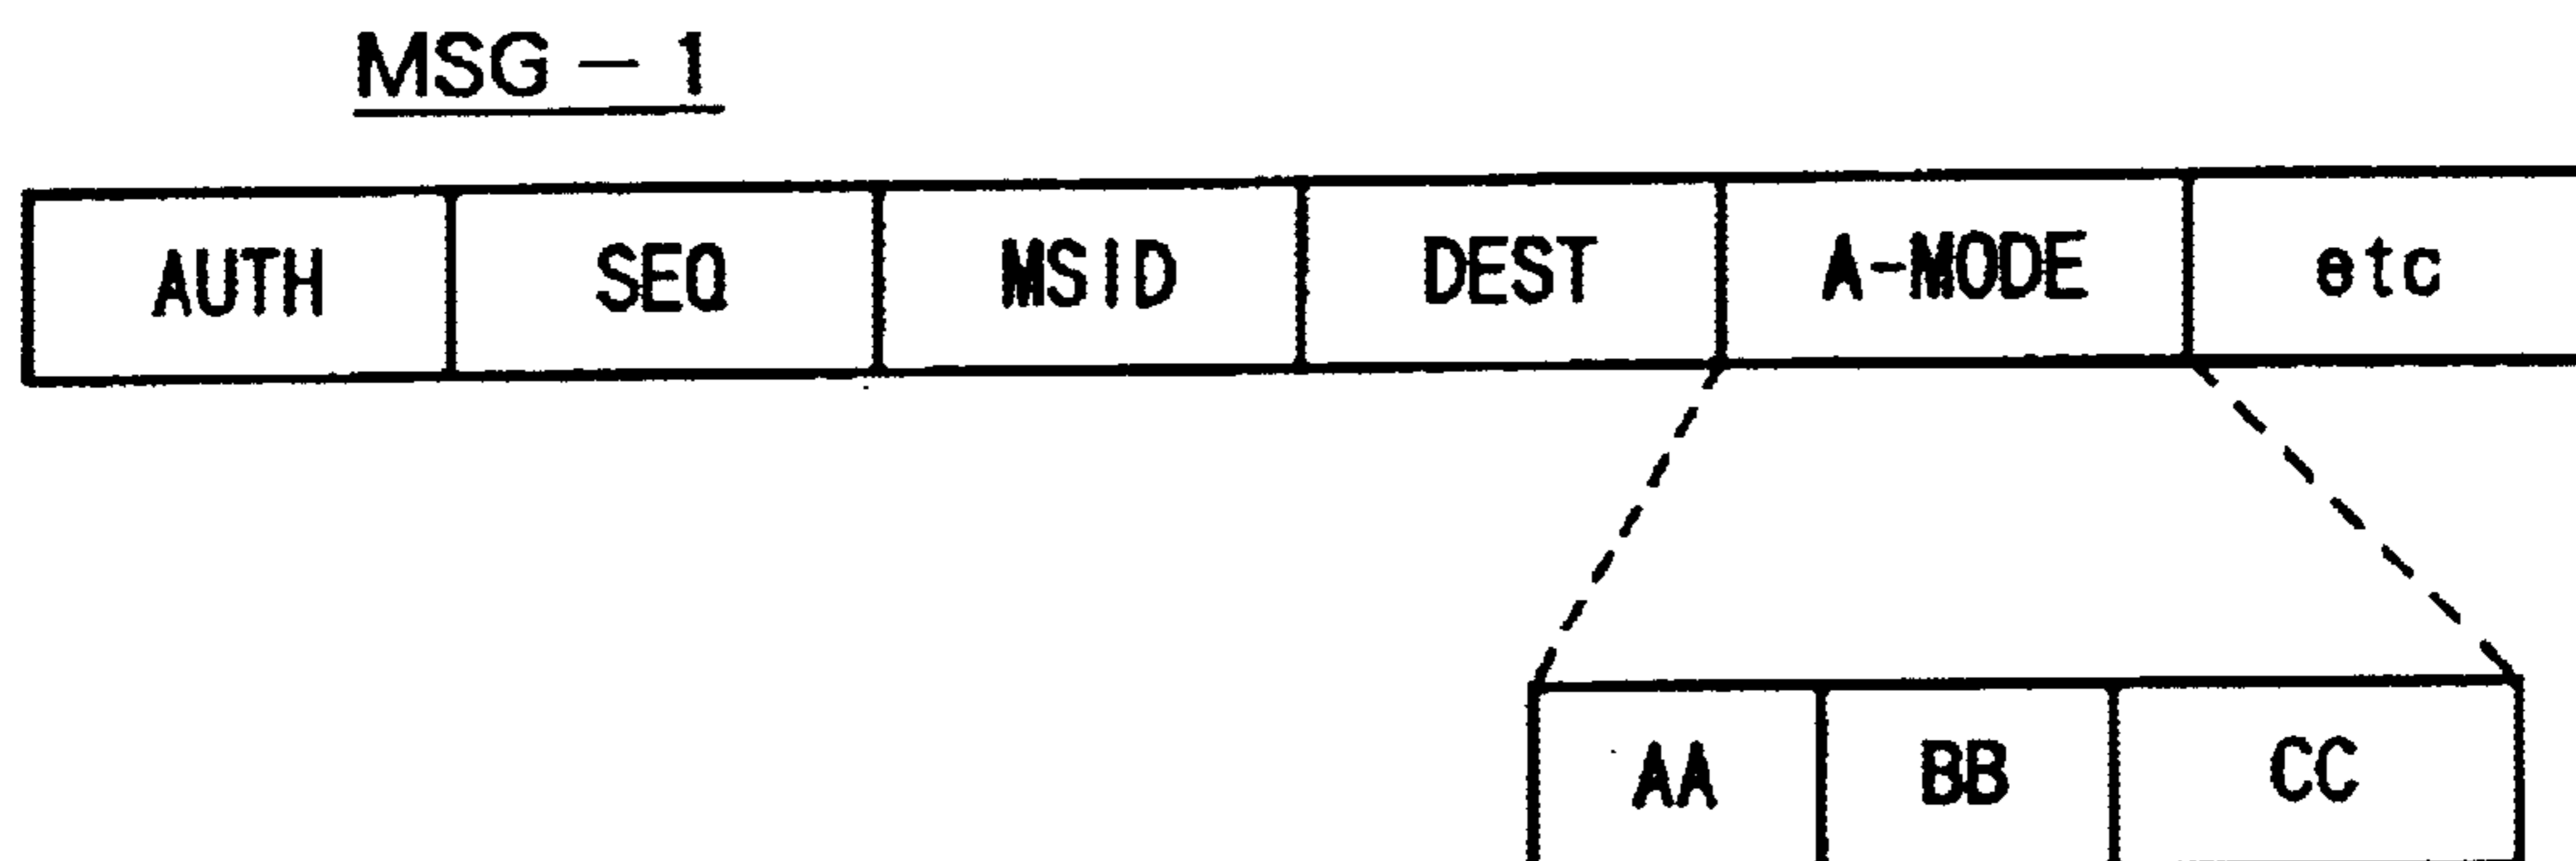 MSG – 1
AUTH SEQ MSID DEST A-MODE etc
AA BB CC